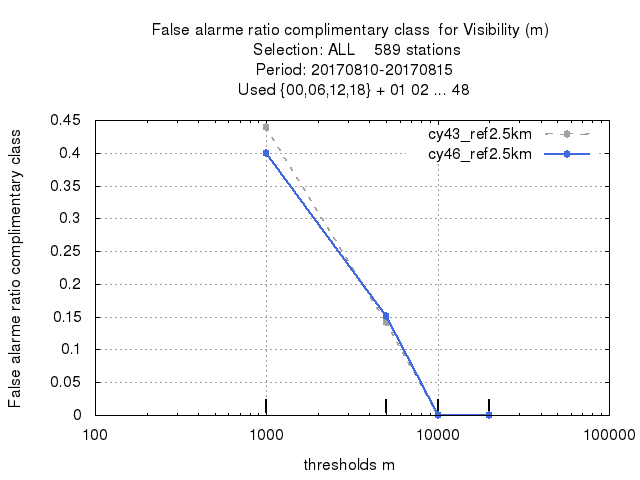 False alarme ratio complimentary class  for Visibility (m)
Selection: ALL    589 stations
Period: 20170810-20170815
Used {00,06,12,18} + 01 02 ... 48
cy43_ref2.5km
cy46_ref2.5km
False alarme ratio complimentary class
0.45
0.4
0.35
0.3
0.25
0.2
0.15
0.1
0.05
0
100 1000 10000 100000
thresholds m